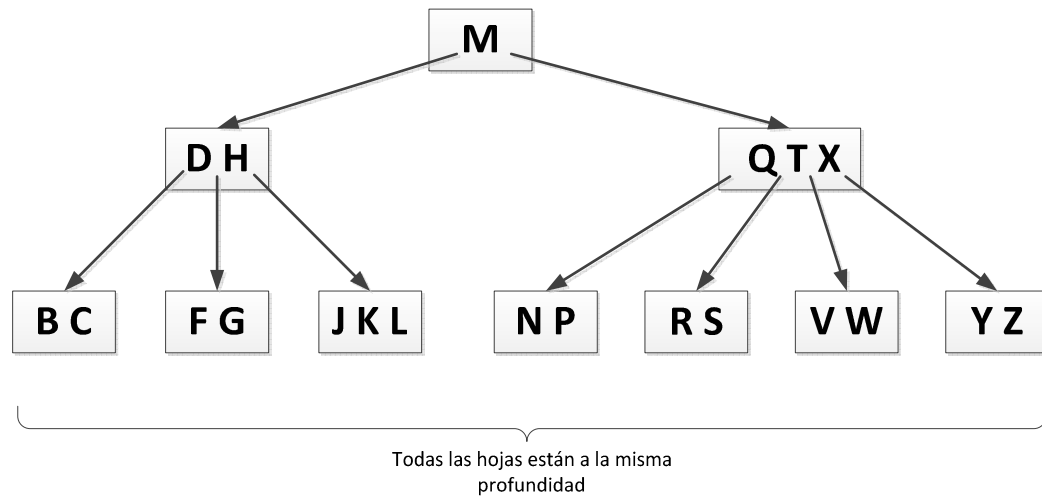 M
D H
Q T X
B C
F G
J K L
N P
R S
V W
Y Z
Todas las hojas están a la misma
profundidad